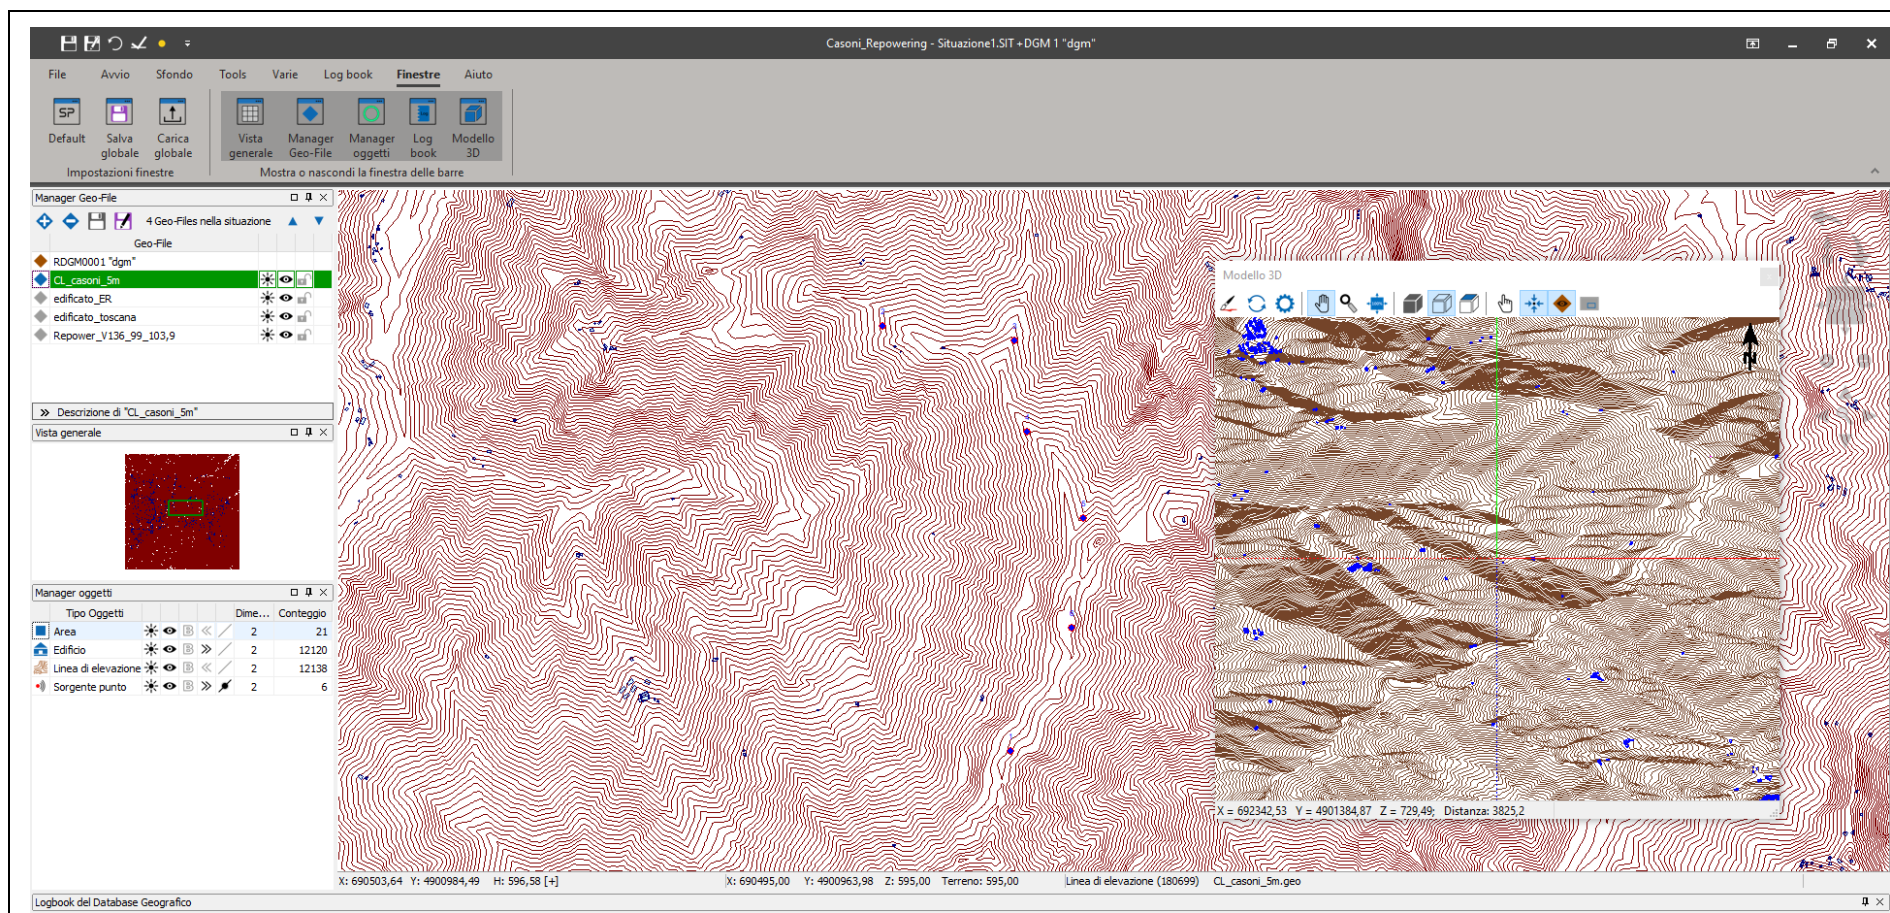 Casoni_Repowering - Situazione1.SIT +DGM 1 "dgm"
File Avvio Sfondo Tools Varie Log book Finestre Aiuto
SP
Default Salva globale Carica globale Vista generale Manager Geo-File Manager oggetti Log book Modello 3D
Impostazioni finestre Mostra o nascondi la finestra delle barre
Manager Geo-File
4 Geo-Files nella situazione
Geo-File
RDGM0001 "dgm"
CL_casoni_5m
edificato_ER
edificato_toscana
Repower_V136_99_103,9
» Descrizione di "CL_casoni_5m"
Vista generale
Manager oggetti
Tipo Oggetti Dime... Conteggio
Area 2 21
Edificio 2 12120
Linea di elevazione 2 12138
Sorgente punto 2 6
Modello 3D
N
X = 692342,53 Y = 4901384,87 Z = 729,49; Distanza: 3825,2
X: 690503,64 Y: 4900984,49 H: 596,58 [+] X: 690495,00 Y: 4900963,98 Z: 595,00 Terreno: 595,00 Linea di elevazione (180699) CL_casoni_5m.geo
Logbook del Database Geografico